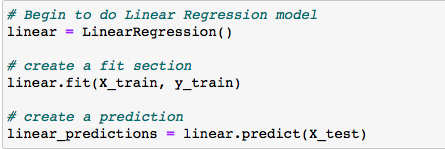 # Begin to do Linear Regression model
linear = LinearRegression()
# create a fit section
linear.fit(X_train, y_train)
# create a prediction
linear_predictions = linear.predict(X_test)